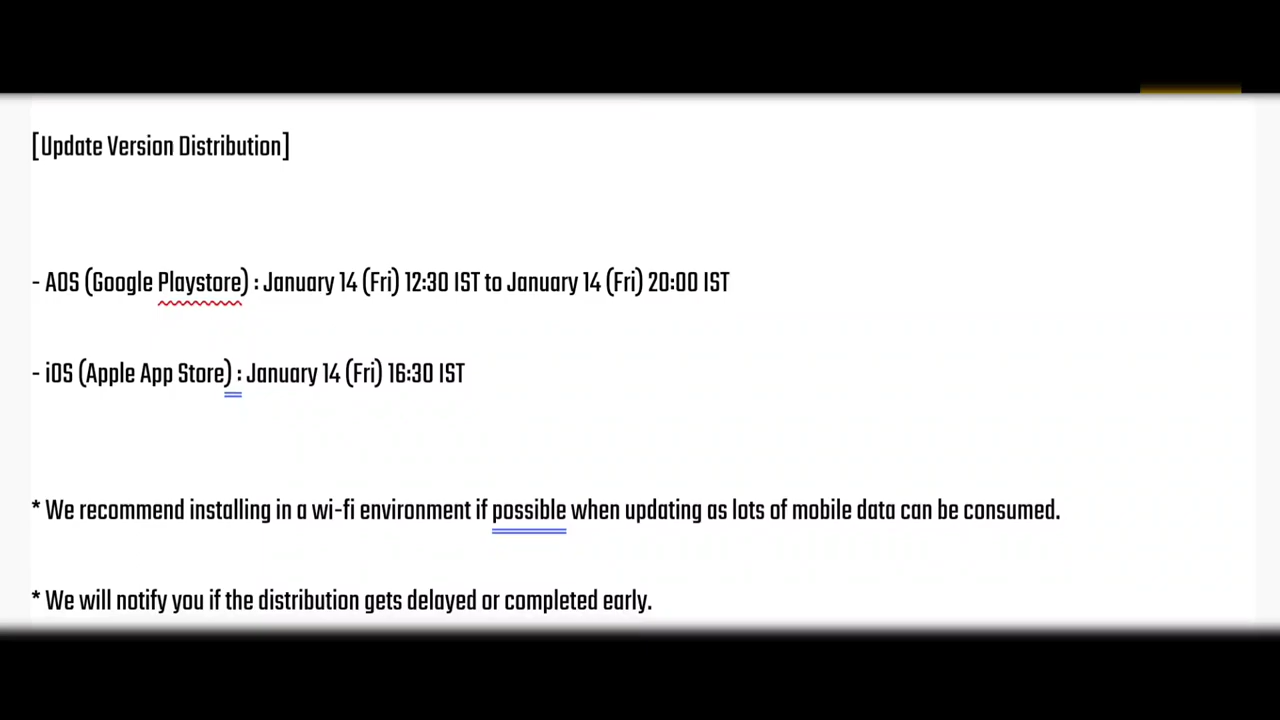 [Update Version Distribution]
- AOS (Google Playstore) : January 14 (Fri) 12:30 IST to January 14 (Fri) 20:00 IST
- iOS (Apple App Store) : January 14 (Fri) 16:30 IST
* We recommend installing in a wi-fi environment if possible when updating as lots of mobile data can be consumed.
* We will notify you if the distribution gets delayed or completed early.